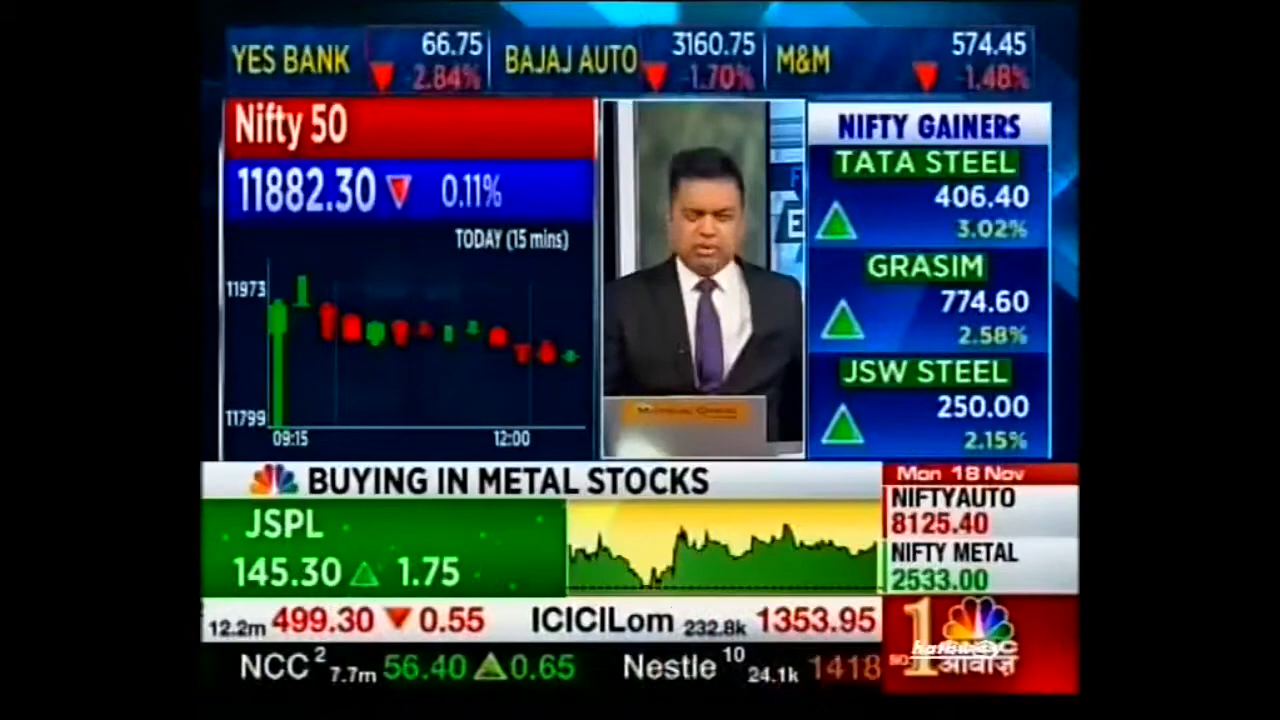 YES BANK 66.75 2.84% BAJAJ AUTO 3160.75 -1.70% M&M 574.45 -1.48%
Nifty 50
11882.30 0.11%
TODAY (15 mins)
11973
11799
09:15 12:00
NIFTY GAINERS
TATA STEEL
406.40
3.02%
GRASIM
774.60
2.58%
JSW STEEL
250.00
2.15%
BUYING IN METAL STOCKS
JSPL
145.30 1.75
Mon 18 Nov
NIFTYAUTO
8125.40
NIFTY METAL
2533.00
12.2m 499.30 0.55 ICICILom 232.8k 1353.95
NCC 2 7.7m 56.40 0.65 Nestle 10 24.1k 1418
NO. 1
आवाज़